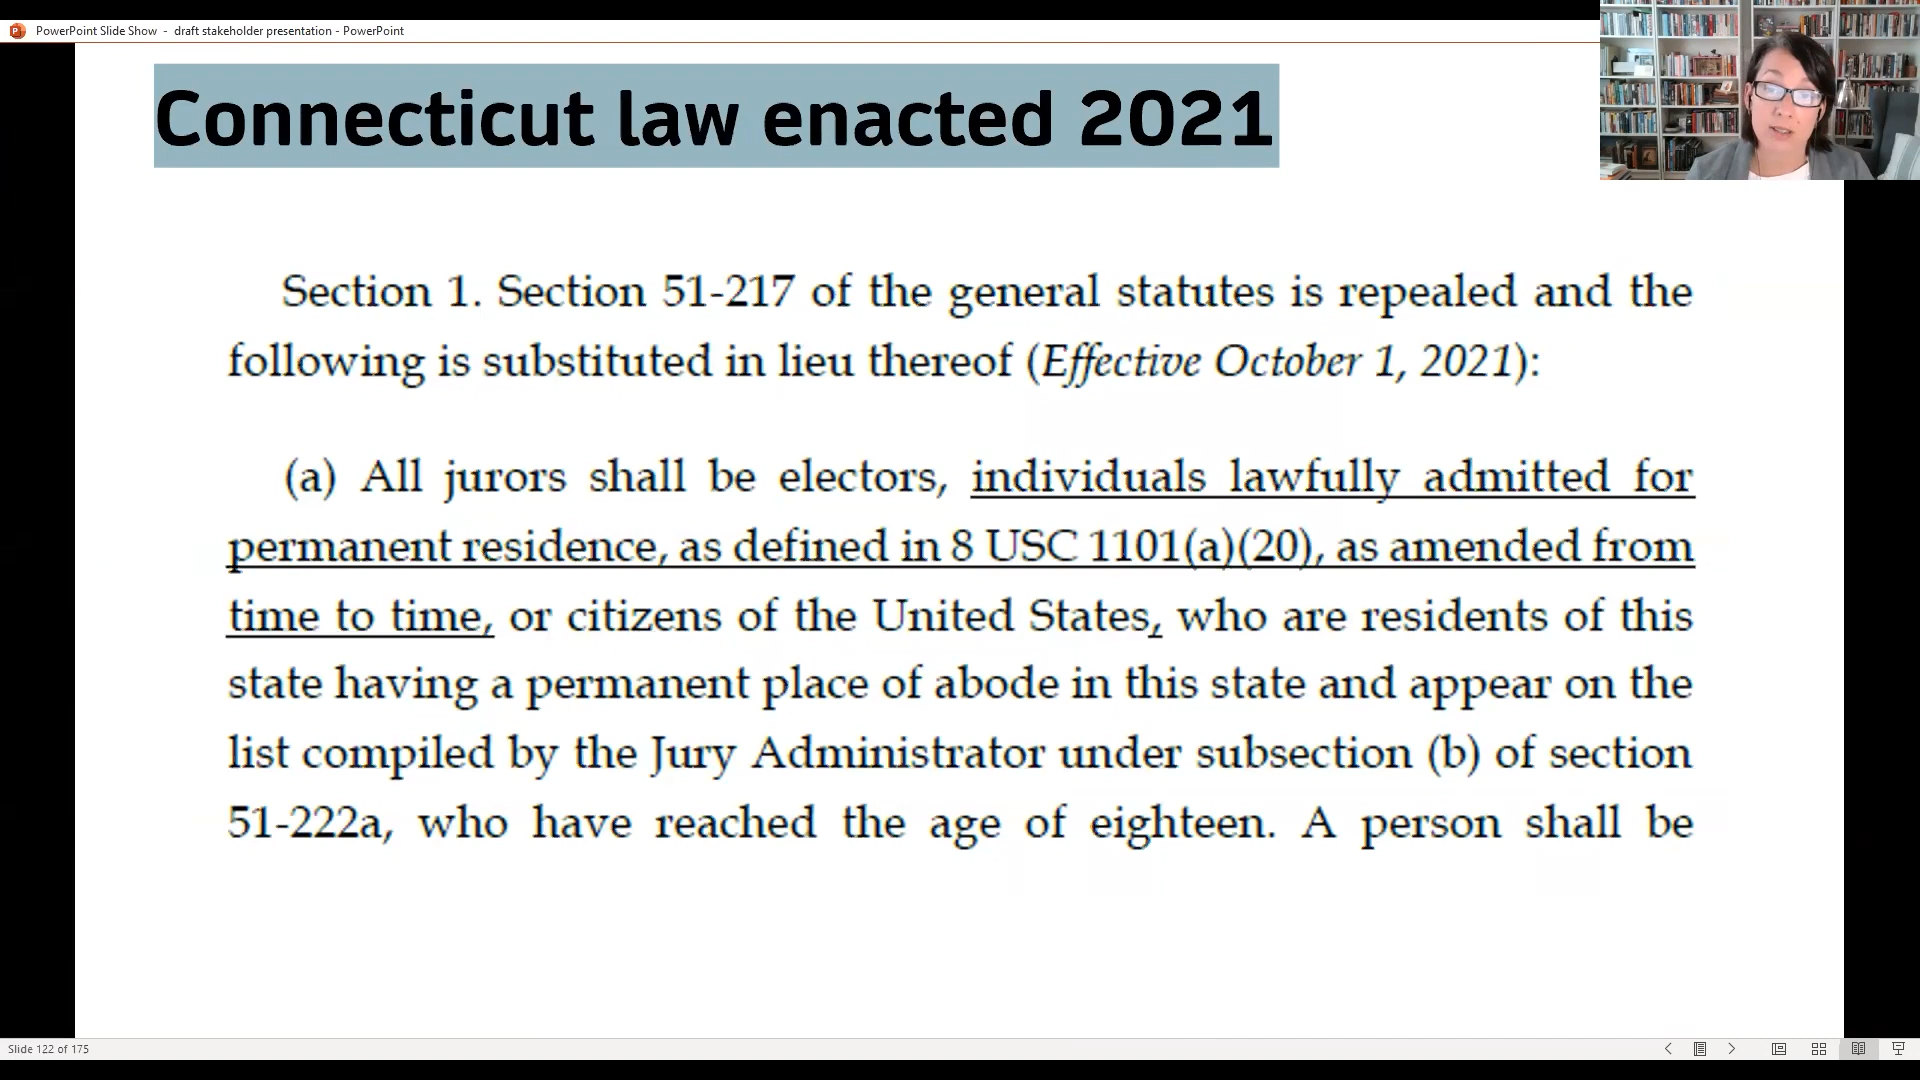 PowerPoint Slide Show - draft stakeholder presentation - PowerPoint
Connecticut law enacted 2021
Section 1. Section 51-217 of the general statutes is repealed and the
following is substituted in lieu thereof (Effective October 1, 2021):
(a) All jurors shall be electors, individuals lawfully admitted for
permanent residence, as defined in 8 USC 1101(a)(20), as amended from
time to time, or citizens of the United States, who are residents of this
state having a permanent place of abode in this state and appear on the
list compiled by the Jury Administrator under subsection (b) of section
51-222a, who have reached the age of eighteen. A person shall be
Slide 122 of 175